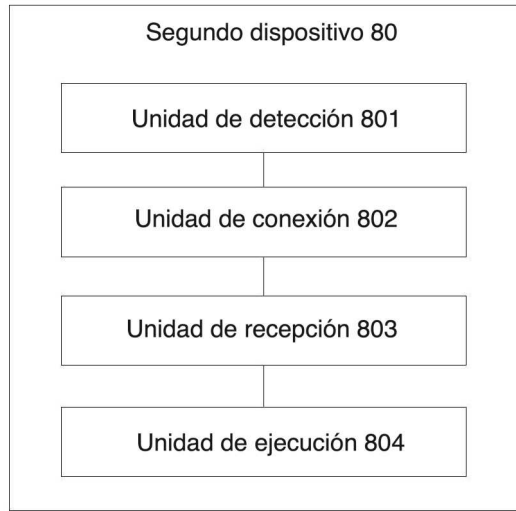 Segundo dispositivo 80
Unidad de detección 801
Unidad de conexión 802
Unidad de recepción 803
Unidad de ejecución 804